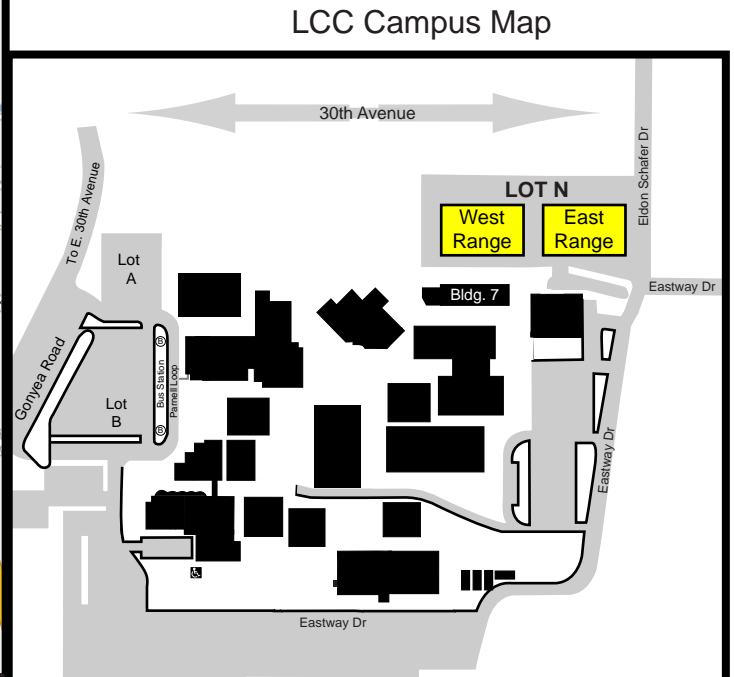 LCC Campus Map
30th Avenue
Eldon Schafer Dr
To E. 30th Avenue
LOT N
West
Range
East
Range
Lot
A
Eastway Dr
Bldg. 7
Gonyea Road
B
Bus Station
Parnell Loop
Lot
B
B
Eastway Dr
Eastway Dr